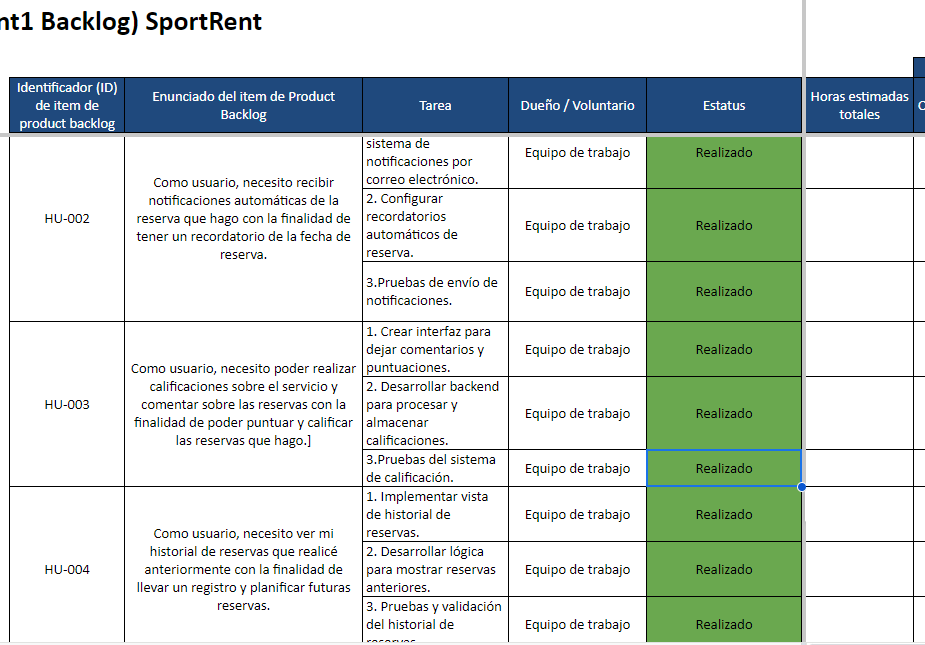 nt1 Backlog) SportRent
Identificador (ID)
de item de
product backlog
Enunciado del item de Product
Backlog
Tarea
Dueño / Voluntario
Estatus
Horas estimadas
totales
HU-002
Como usuario, necesito recibir
notificaciones automáticas de la
reserva que hago con la finalidad de
tener un recordatorio de la fecha de
reserva.
sistema de
notificaciones por
correo electrónico.
Equipo de trabajo
Realizado
2. Configurar
recordatorios
automáticos de
reserva.
Equipo de trabajo
Realizado
3.Pruebas de envío de
notificaciones.
Equipo de trabajo
Realizado
HU-003
Como usuario, necesito poder realizar
calificaciones sobre el servicio y
comentar sobre las reservas con la
finalidad de poder puntuar y calificar
las reservas que hago.]
1. Crear interfaz para
dejar comentarios y
puntuaciones.
Equipo de trabajo
Realizado
2. Desarrollar backend
para procesar y
almacenar
calificaciones.
Equipo de trabajo
Realizado
3.Pruebas del sistema
de calificación.
Equipo de trabajo
Realizado
HU-004
Como usuario, necesito ver mi
historial de reservas que realicé
anteriormente con la finalidad de
llevar un registro y planificar futuras
reservas.
1. Implementar vista
de historial de
reservas.
Equipo de trabajo
Realizado
2. Desarrollar lógica
para mostrar reservas
anteriores.
Equipo de trabajo
Realizado
3. Pruebas y validación
del historial de
Equipo de trabajo
Realizado